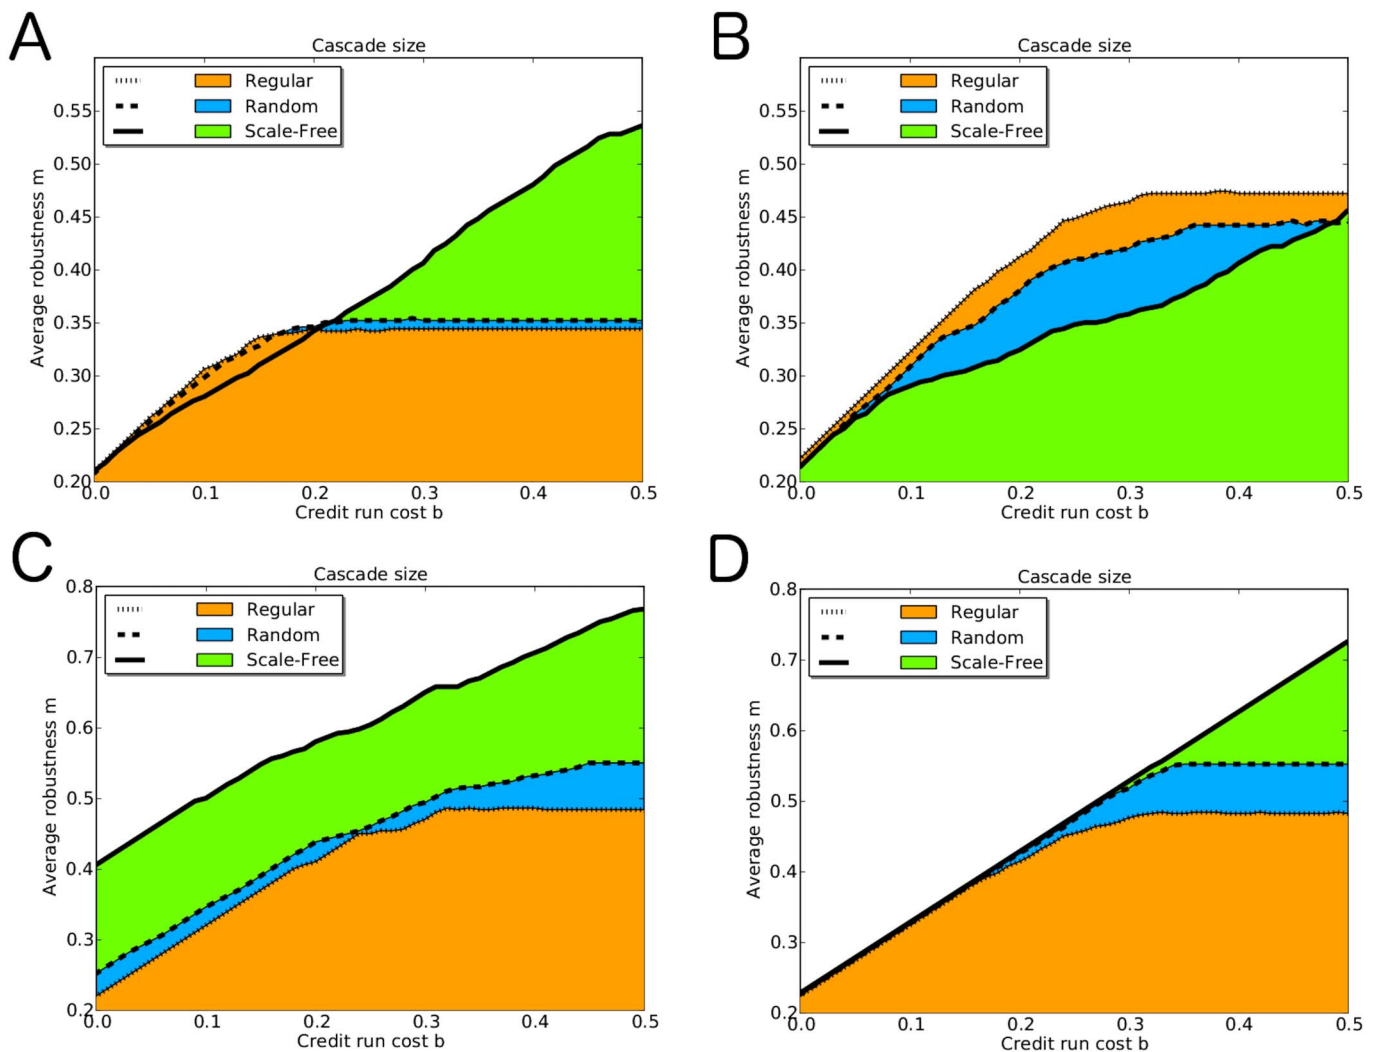 A
Cascade size
Regular
Random
Scale-Free
Average robustness m
0.55
0.50
0.45
0.40
0.35
0.30
0.25
0.20
0.0 0.1 0.2 0.3 0.4 0.5
Credit run cost b
B
Cascade size
Regular
Random
Scale-Free
Average robustness m
0.55
0.50
0.45
0.40
0.35
0.30
0.25
0.20
0.0 0.1 0.2 0.3 0.4 0.5
Credit run cost b
C
Cascade size
Regular
Random
Scale-Free
Average robustness m
0.8
0.7
0.6
0.5
0.4
0.3
0.2
0.0 0.1 0.2 0.3 0.4 0.5
Credit run cost b
D
Cascade size
Regular
Random
Scale-Free
Average robustness m
0.8
0.7
0.6
0.5
0.4
0.3
0.2
0.0 0.1 0.2 0.3 0.4 0.5
Credit run cost b